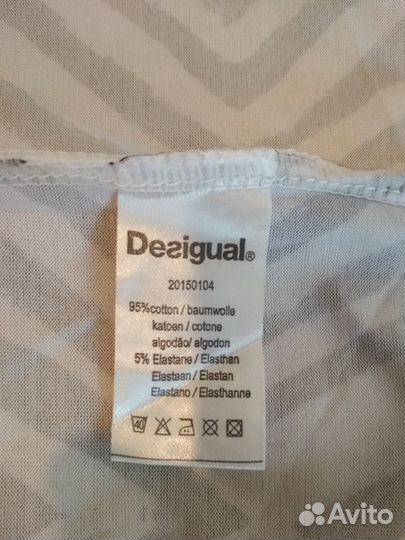 Desigual®
20150104
95%cotton / baumwolle
katoen / cotone
algodão/ algodon
5% Elastane / Elasthan
Elastaan / Elastan
Elastano / Elasthanne
40
Avito